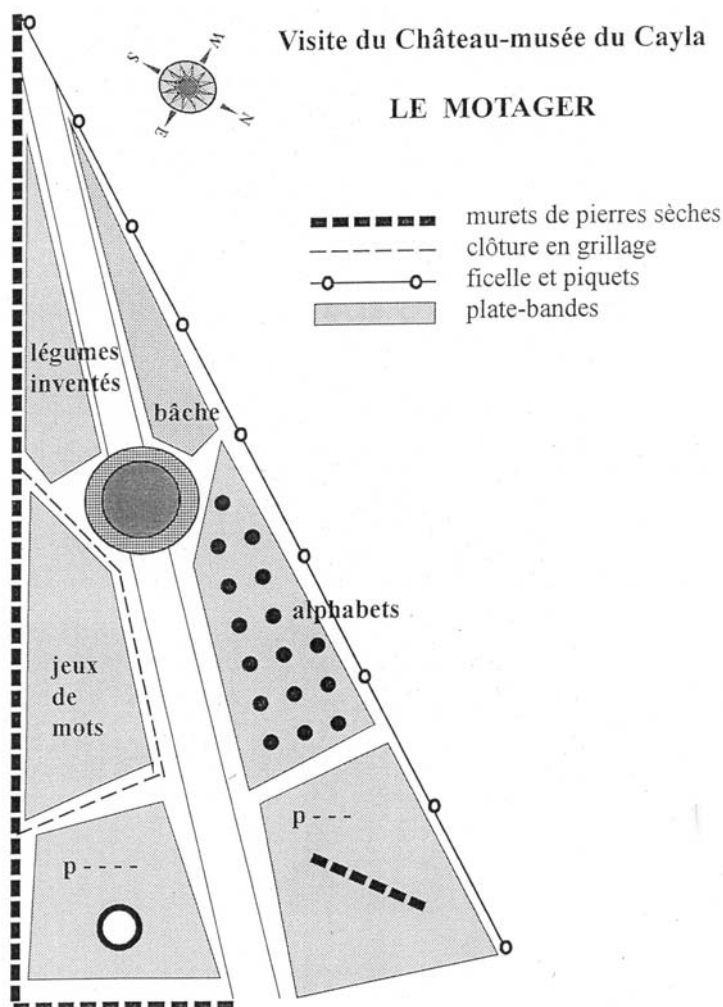 Visite du Château-musée du Cayla
LE MOTAGER
S
W
E
N
murets de pierres sèches
clôture en grillage
ficelle et piquets
plate-bandes
légumes
inventés
bâche
alphabets
jeux
de
mots
p - - -
p - - - -